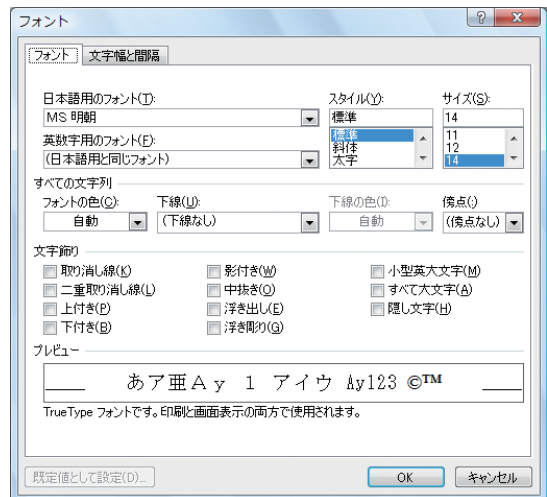 フォント
フォント 文字幅と間隔
日本語用のフォント(T): スタイル(Y): サイズ(S):
MS 明朝 標準 14
英数字用のフォント(F): 標準 11
斜体 12
(日本語用と同じフォント) 太字 14
すべての文字列
フォントの色(C): 下線(U): 下線の色(I): 傍点(:)
自動 (下線なし) 自動 (傍点なし)
文字飾り
取り消し線(K) 影付き(W) 小型英大文字(M)
二重取り消し線(L) 中抜き(O) すべて大文字(A)
上付き(P) 浮き出し(E) 隠し文字(H)
下付き(B) 浮き彫り(G)
プレビュー
あア亜Ay 1 アイウ Ay123 ©™
TrueType フォントです。印刷と画面表示の両方で使用されます。
既定値として設定(D)... OK キャンセル